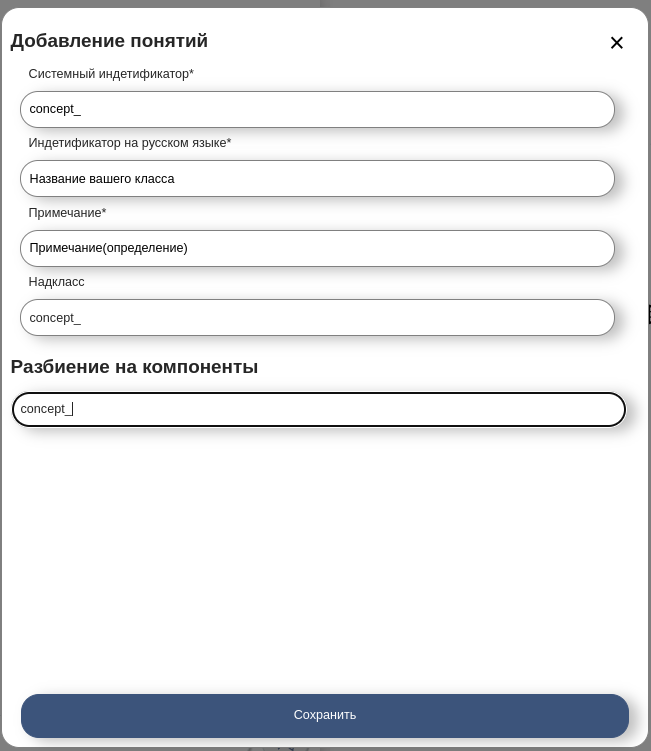 Добавление понятий
Системный индетификатор*
concept_
Индетификатор на русском языке*
Название вашего класса
Примечание*
Примечание(определение)
Надкласс
concept_
Разбиение на компоненты
concept_
Сохранить